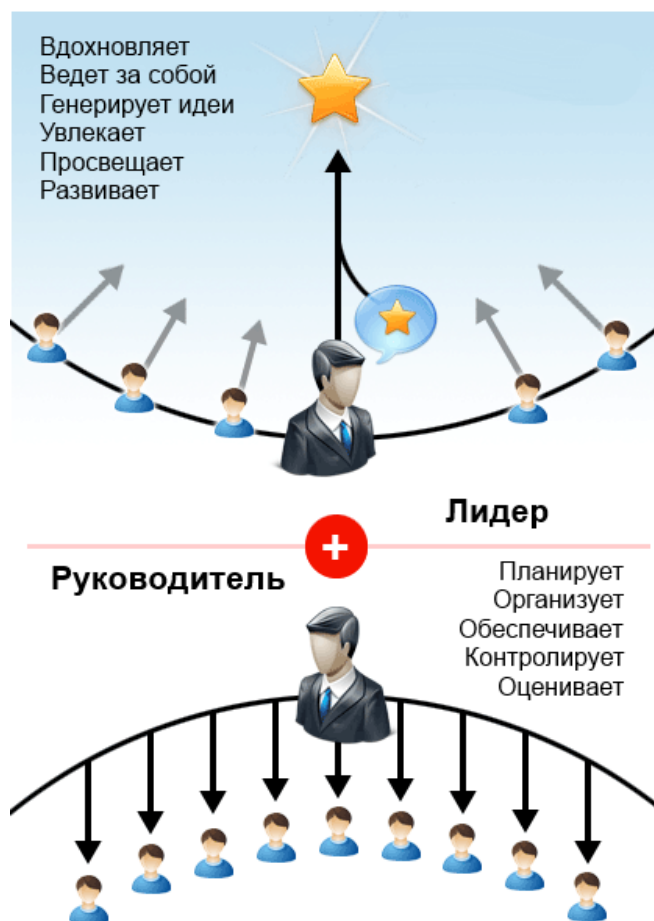 Вдохновляет
Ведет за собой
Генерирует идеи
Увлекает
Просвещает
Развивает
Лидер
+
Руководитель
Планирует
Организует
Обеспечивает
Контролирует
Оценивает